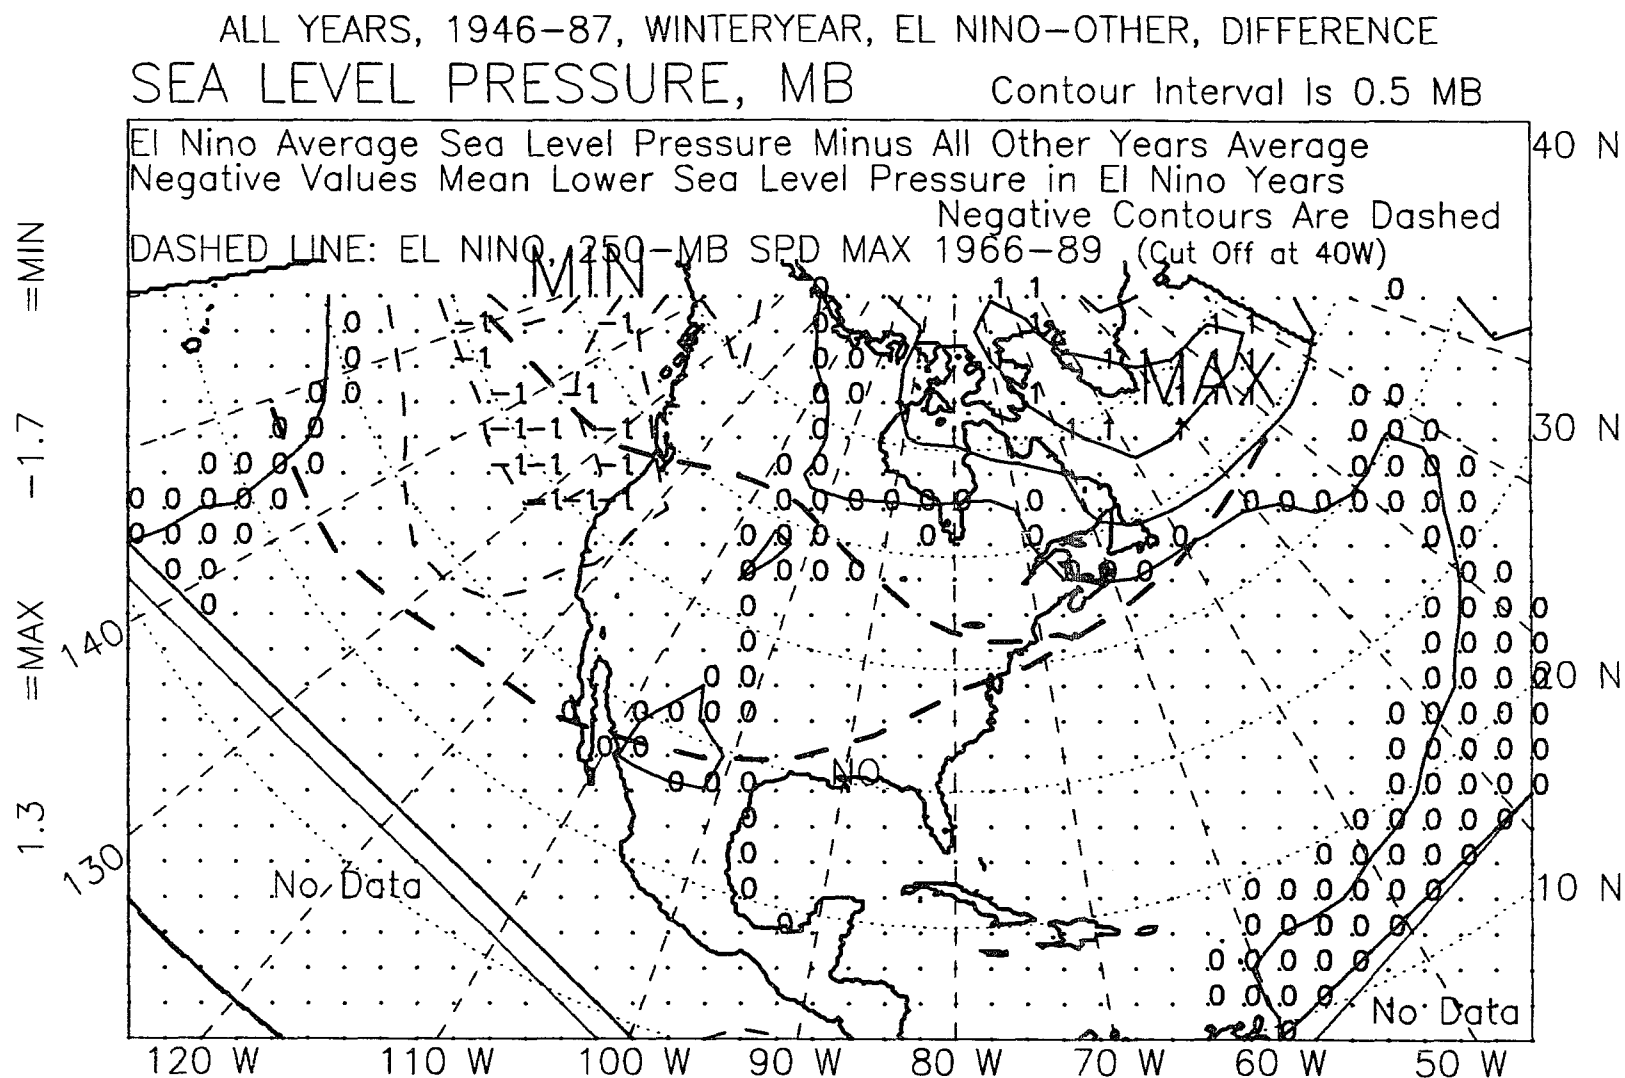 ALL YEARS, 1946-87, WINTERYEAR, EL NINO-OTHER, DIFFERENCE
SEA LEVEL PRESSURE, MB
Contour Interval Is 0.5 MB
El Nino Average Sea Level Pressure Minus All Other Years Average
Negative Values Mean Lower Sea Level Pressure in El Nino Years
Negative Contours Are Dashed
DASHED LINE: EL NINO, 250-MB SPD MAX 1966-89 (Cut Off at 40W)
MIN
MAX
NO
No Data
No Data
40 N
30 N
20 N
10 N
1.3 =MAX -1.7 =MIN
140
130
120 W 110 W 100 W 90 W 80 W 70 W 60 W 50 W